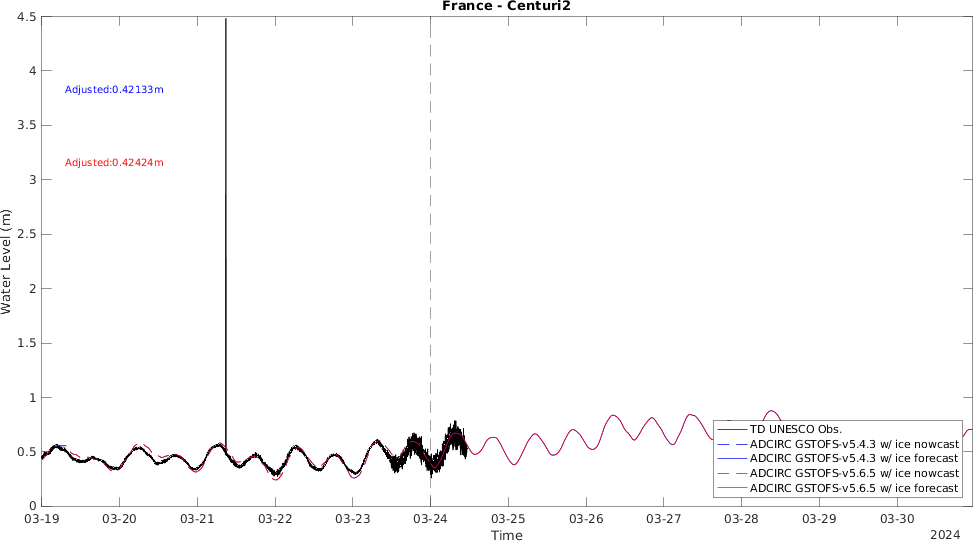 France - Centuri2
4.5
4
3.5
3
2.5
2
1.5
1
0.5
0
Water Level (m)
Adjusted:0.42133m
Adjusted:0.42424m
TD UNESCO Obs.
ADCIRC GSTOFS-v5.4.3 w/ ice nowcast
ADCIRC GSTOFS-v5.4.3 w/ ice forecast
ADCIRC GSTOFS-v5.6.5 w/ ice nowcast
ADCIRC GSTOFS-v5.6.5 w/ ice forecast
03-19 03-20 03-21 03-22 03-23 03-24 03-25 03-26 03-27 03-28 03-29 03-30
Time
2024